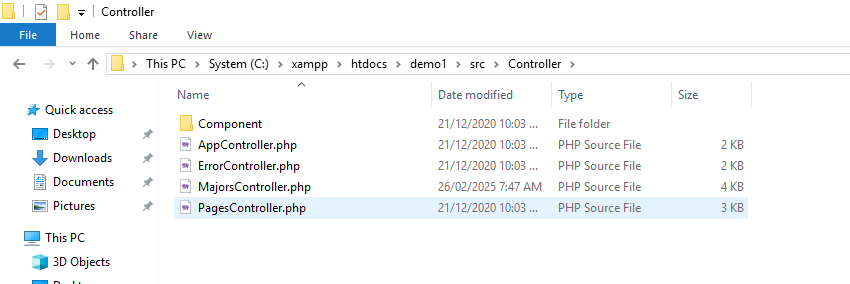 Controller
File Home Share View
This PC System (C:) xampp htdocs demo1 src Controller
Name Date modified Type Size
Quick access
Desktop
Downloads
Documents
Pictures
This PC
3D Objects
Component 21/12/2020 10:03 ... File folder
AppController.php 21/12/2020 10:03 ... PHP Source File 2 KB
ErrorController.php 21/12/2020 10:03 ... PHP Source File 2 KB
MajorsController.php 26/02/2025 7:47 AM PHP Source File 4 KB
PagesController.php 21/12/2020 10:03 ... PHP Source File 3 KB